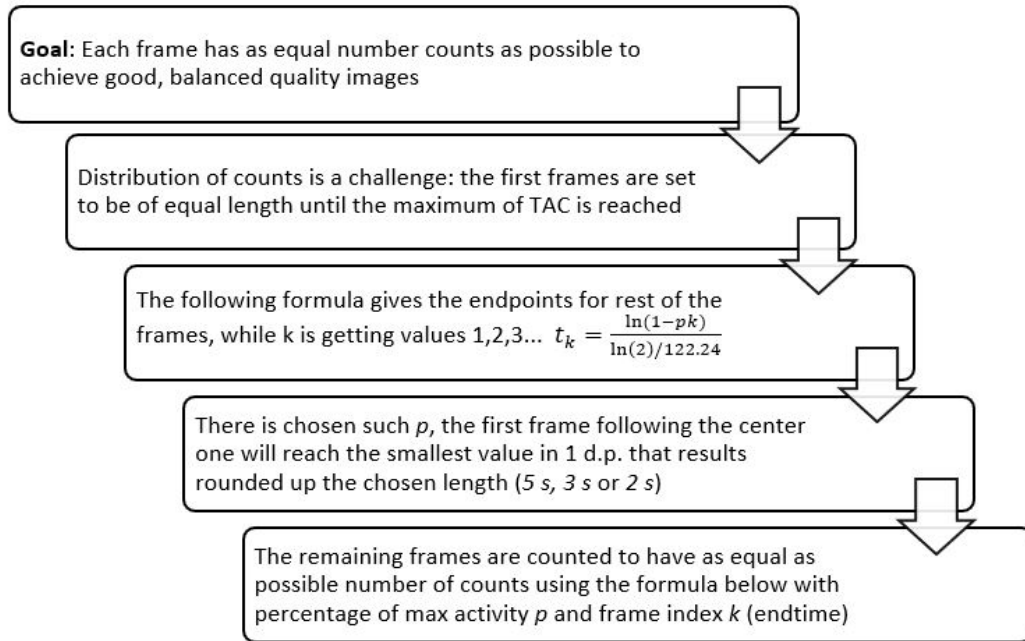 Goal: Each frame has as equal number counts as possible to
achieve good, balanced quality images
Distribution of counts is a challenge: the first frames are set
to be of equal length until the maximum of TAC is reached
The following formula gives the endpoints for rest of the
frames, while k is getting values 1,2,3... t_k = ln(1−pk) / ln(2)/122.24
There is chosen such p, the first frame following the center
one will reach the smallest value in 1 d.p. that results
rounded up the chosen length (5 s, 3 s or 2 s)
The remaining frames are counted to have as equal as
possible number of counts using the formula below with
percentage of max activity p and frame index k (endtime)